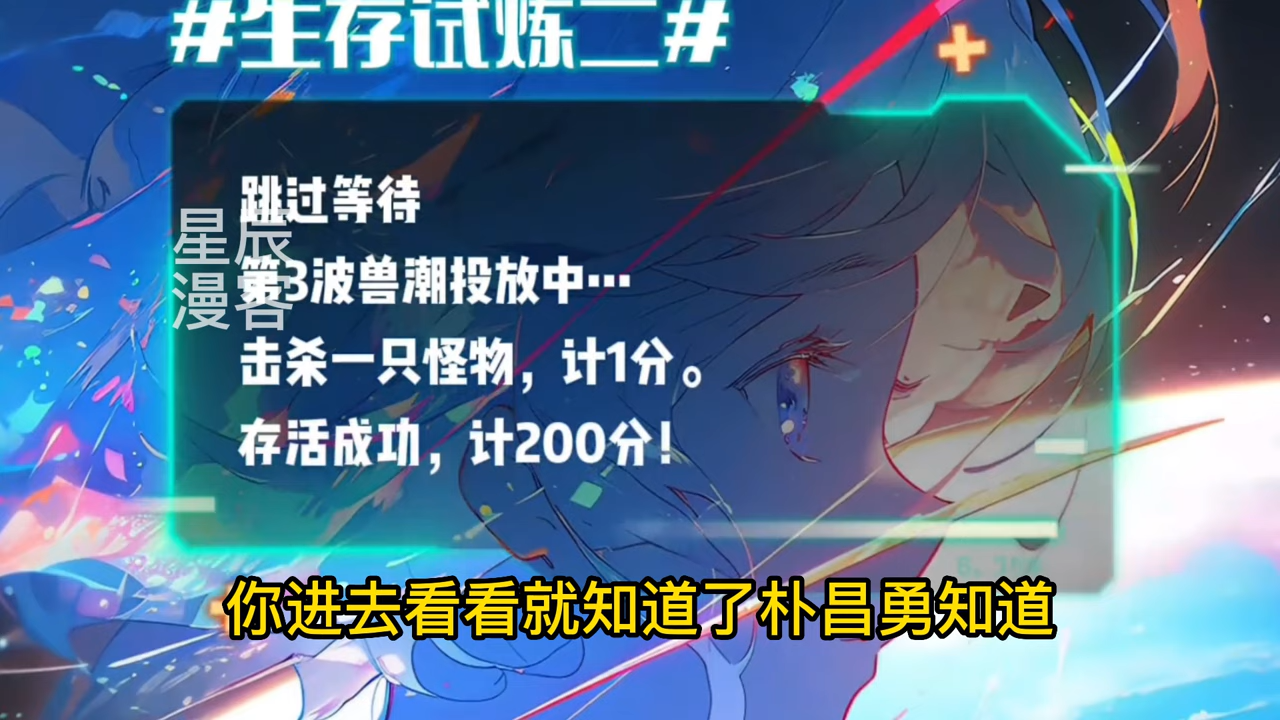 #生存试炼二#
跳过等待
星辰
漫客
第3波兽潮投放中…
击杀一只怪物，计1分。
存活成功，计200分！
你进去看看就知道了朴昌勇知道